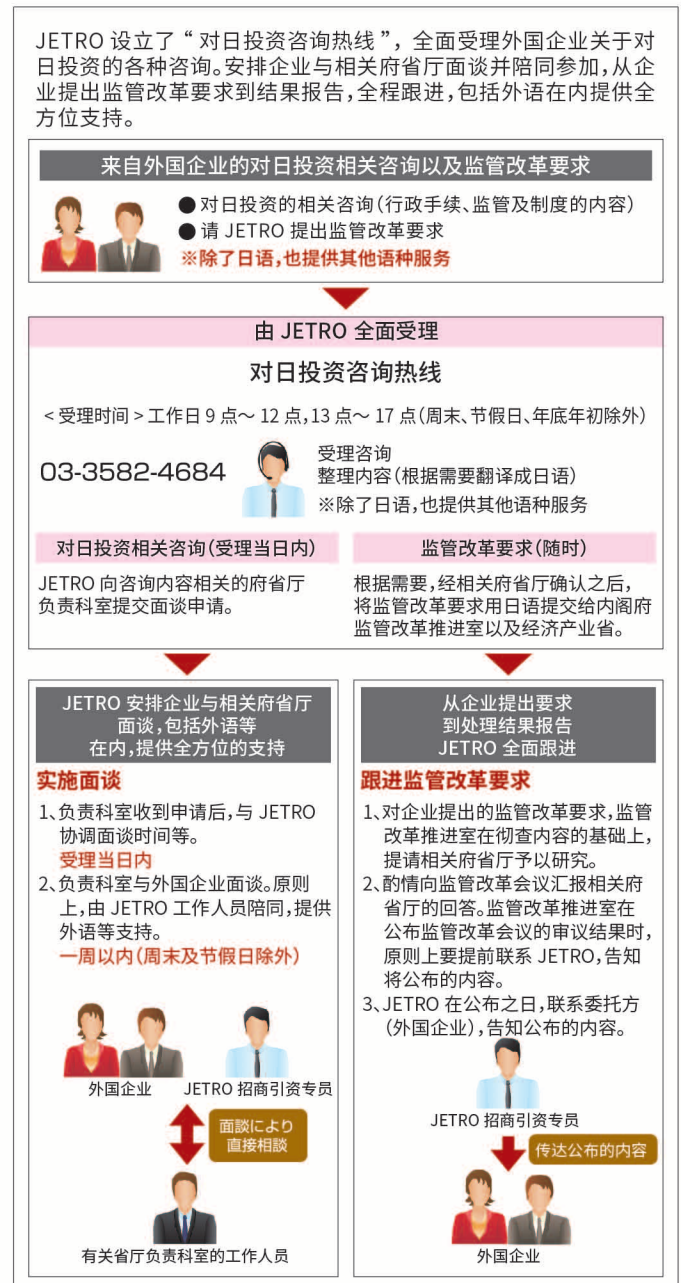 JETRO 设立了“对日投资咨询热线”，全面受理外国企业关于对
日投资的各种咨询。安排企业与相关府省厅面谈并陪同参加，从企
业提出监管改革要求到结果报告，全程跟进，包括外语在内提供全
方位支持。
来自外国企业的对日投资相关咨询以及监管改革要求
●对日投资的相关咨询（行政手续、监管及制度的内容）
●请 JETRO 提出监管改革要求
※除了日语，也提供其他语种服务
由 JETRO 全面受理
对日投资咨询热线
<受理时间>工作日 9 点～ 12 点，13 点～ 17 点（周末、节假日、年底年初除外）
03-3582-4684
受理咨询
整理内容（根据需要翻译成日语）
※除了日语，也提供其他语种服务
对日投资相关咨询（受理当日内）
JETRO 向咨询内容相关的府省厅
负责科室提交面谈申请。
监管改革要求（随时）
根据需要，经相关府省厅确认之后，
将监管改革要求用日语提交给内阁府
监管改革推进室以及经济产业省。
JETRO 安排企业与相关府省厅
面谈，包括外语等
在内，提供全方位的支持
实施面谈
1、负责科室收到申请后，与 JETRO
协调面谈时间等。
受理当日内
2、负责科室与外国企业面谈。原则
上，由 JETRO 工作人员陪同，提供
外语等支持。
一周以内（周末及节假日除外）
外国企业
JETRO 招商引资专员
面談により
直接相談
有关省厅负责科室的工作人员
从企业提出要求
到处理结果报告
JETRO 全面跟进
跟进监管改革要求
1、对企业提出的监管改革要求，监管
改革推进室在彻查内容的基础上，
提请相关府省厅予以研究。
2、酌情向监管改革会议汇报相关府
省厅的回答。监管改革推进室在
公布监管改革会议的审议结果时，
原则上要提前联系 JETRO，告知
将公布的内容。
3、JETRO 在公布之日，联系委托方
（外国企业），告知公布的内容。
JETRO 招商引资专员
传达公布的内容
外国企业